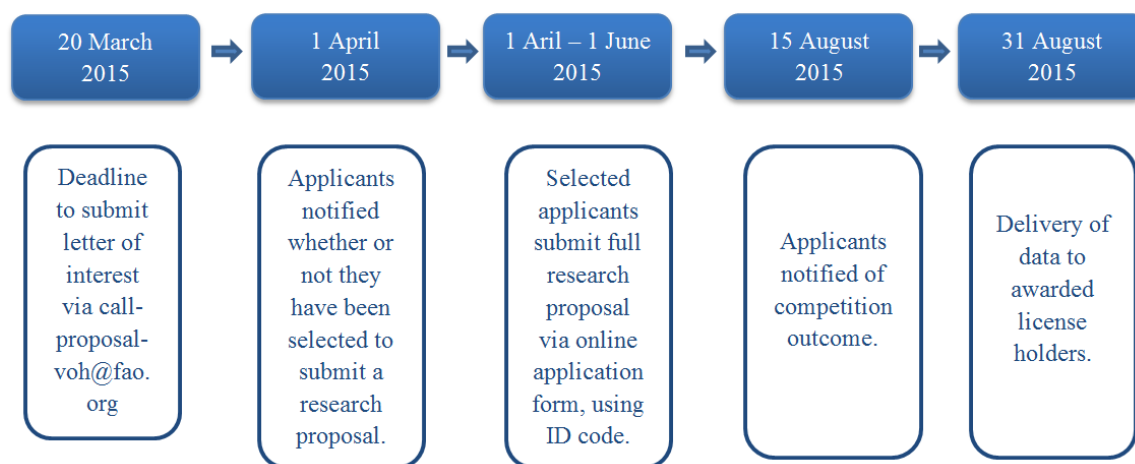 20 March
2015
1 April
2015
1 Aril – 1 June
2015
15 August
2015
31 August
2015
Deadline
to submit
letter of
interest
via call-
proposal-
voh@fao.
org
Applicants
notified
whether or
not they
have been
selected to
submit a
research
proposal.
Selected
applicants
submit full
research
proposal
via online
application
form, using
ID code.
Applicants
notified of
competition
outcome.
Delivery of
data to
awarded
license
holders.